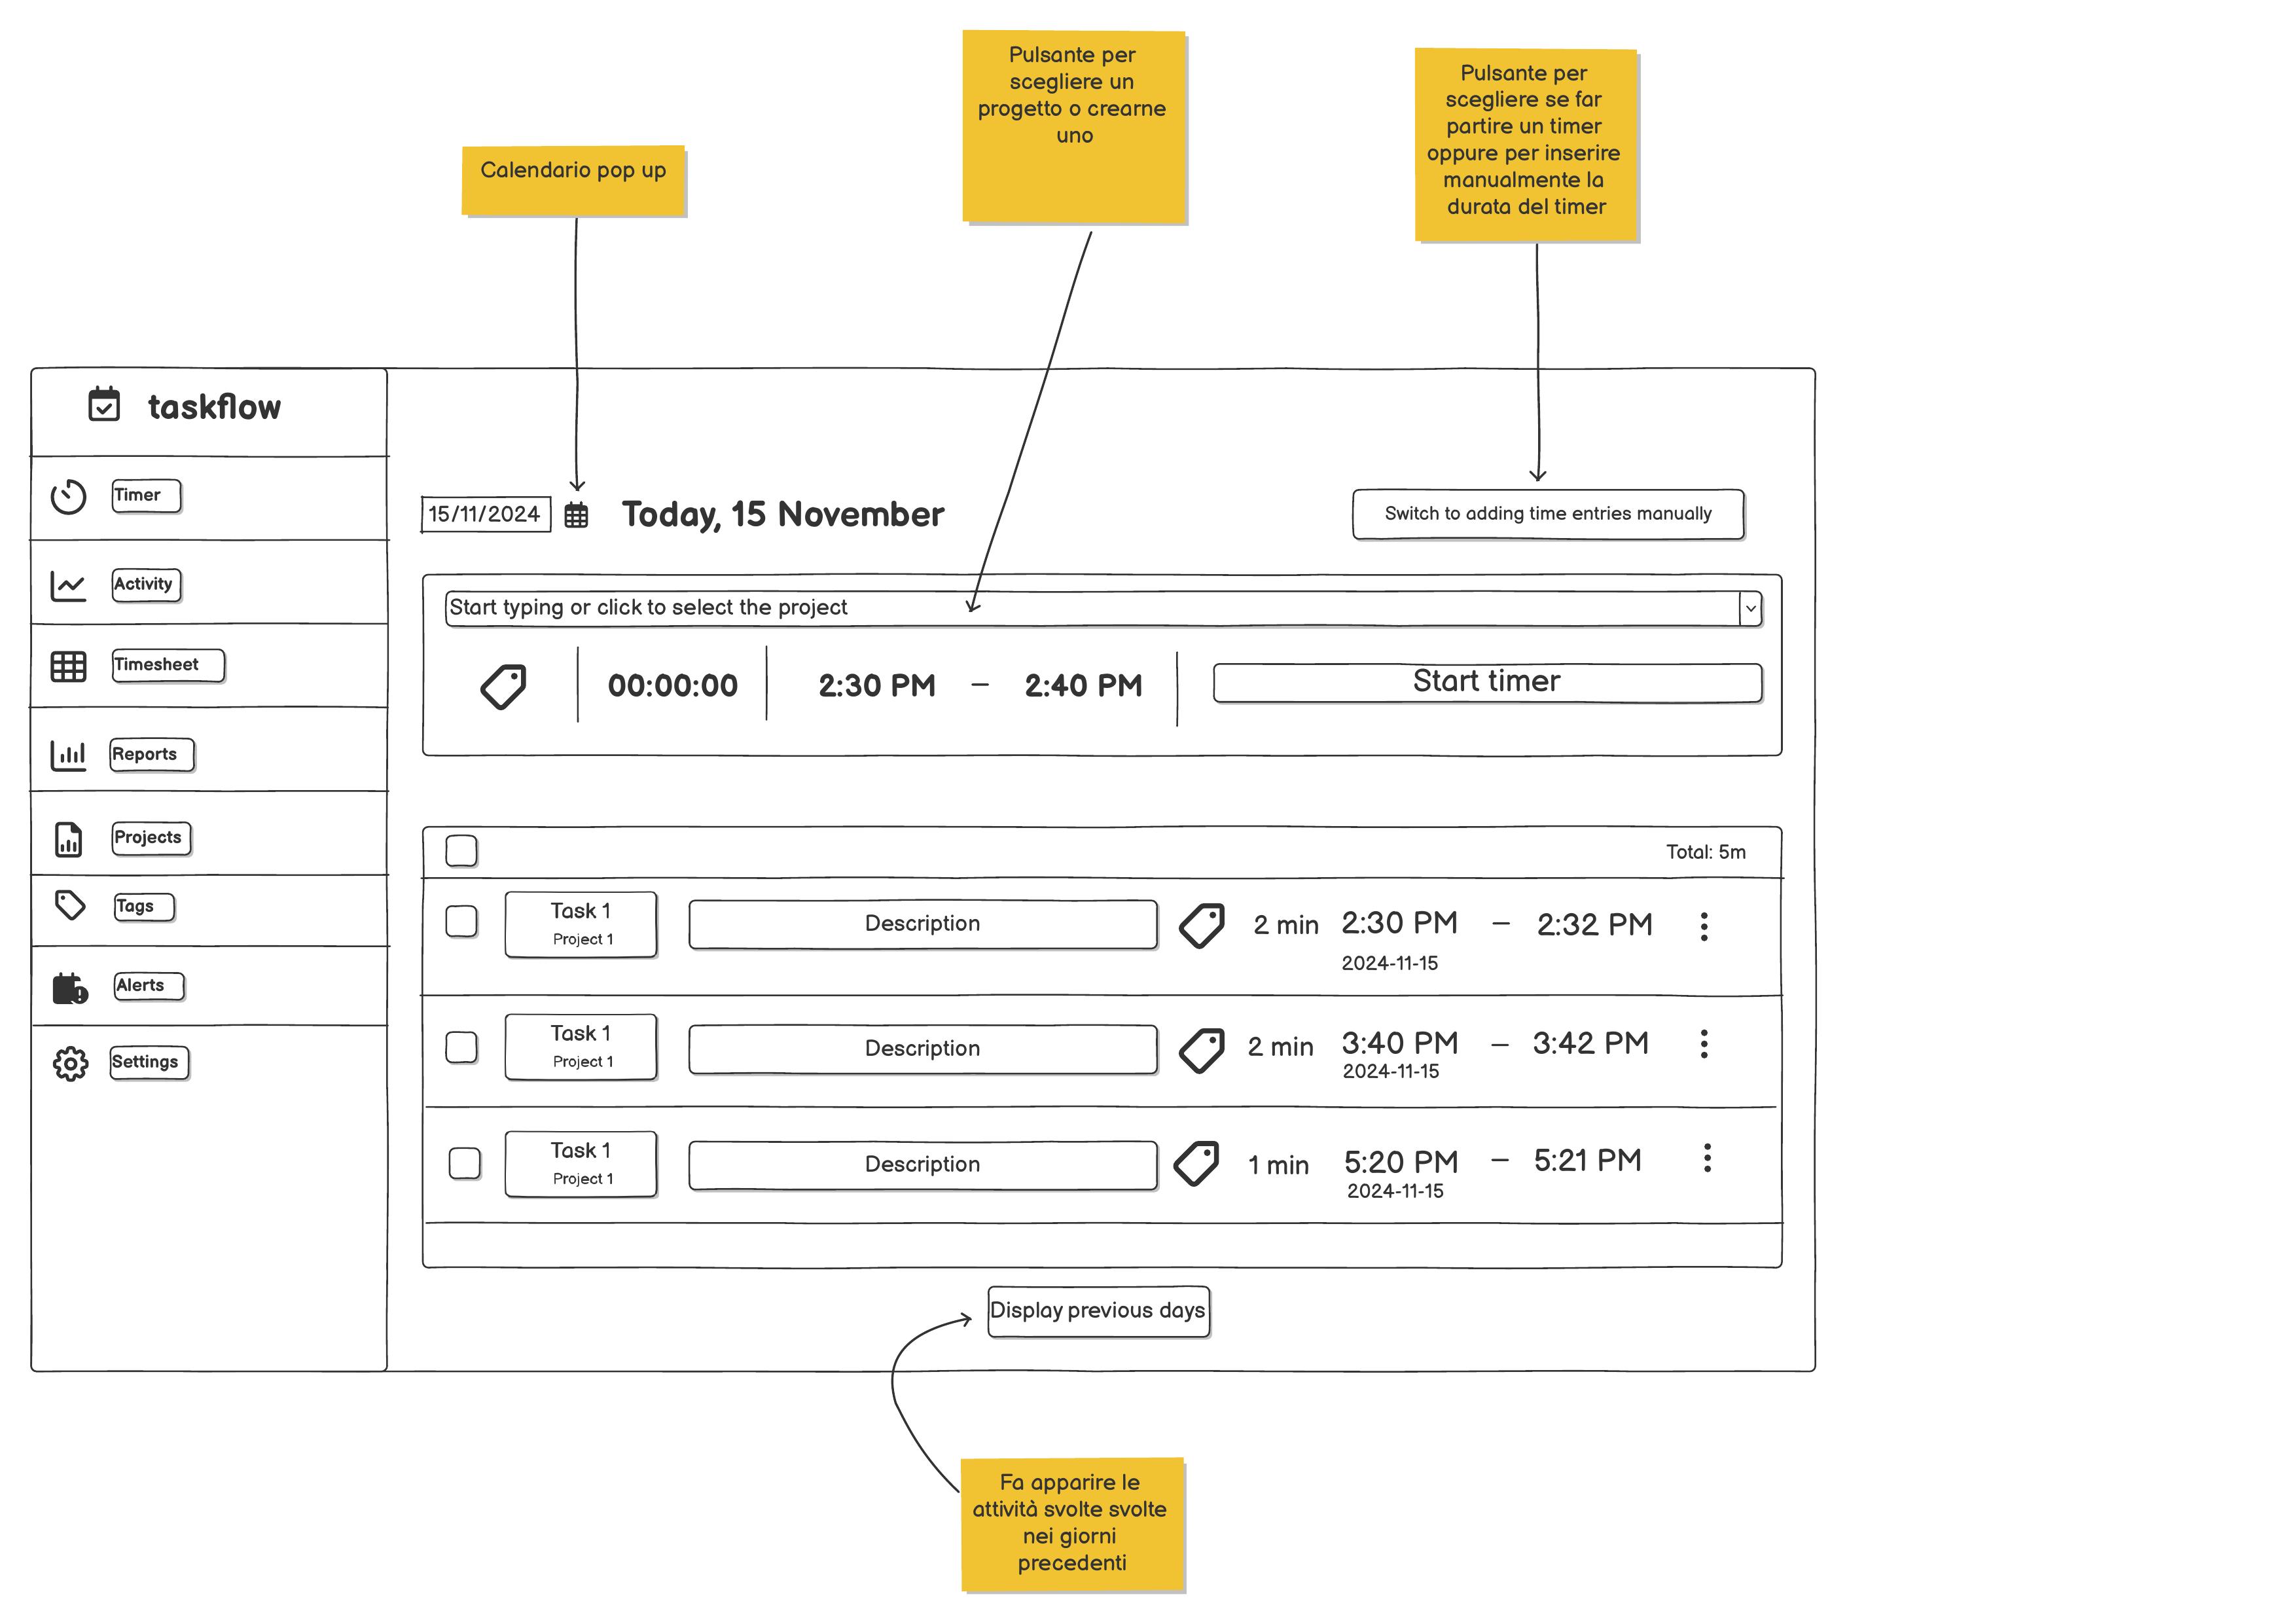 Pulsante per
scegliere un
progetto o crearne
uno
Pulsante per
scegliere se far
partire un timer
oppure per inserire
manualmente la
durata del timer
Calendario pop up
taskflow
Timer
Activity
Timesheet
Reports
Projects
Tags
Alerts
Settings
15/11/2024
Today, 15 November
Switch to adding time entries manually
Start typing or click to select the project
00:00:00
2:30 PM – 2:40 PM
Start timer
Total: 5m
Task 1
Project 1
Description
2 min
2:30 PM – 2:32 PM
2024-11-15
Task 1
Project 1
Description
2 min
3:40 PM – 3:42 PM
2024-11-15
Task 1
Project 1
Description
1 min
5:20 PM – 5:21 PM
2024-11-15
Display previous days
Fa apparire le
attività svolte svolte
nei giorni
precedenti